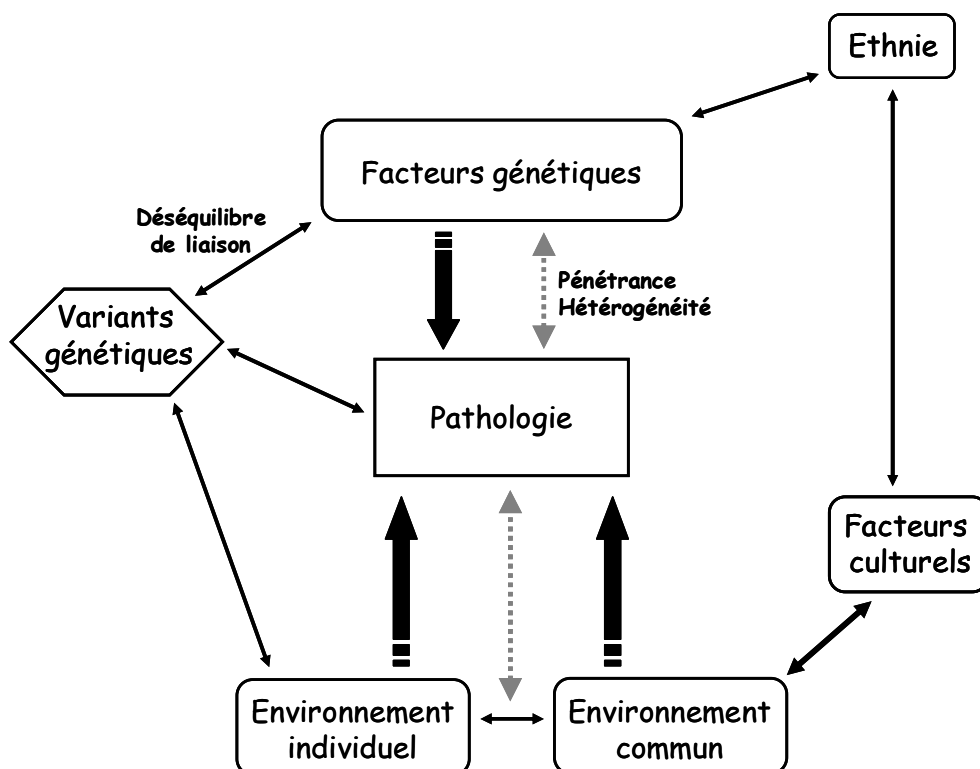 Ethnie
Facteurs génétiques
Déséquilibre
de liaison
Pénétrance
Hétérogénéité
Variants
génétiques
Pathologie
Facteurs
culturels
Environnement
individuel
Environnement
commun